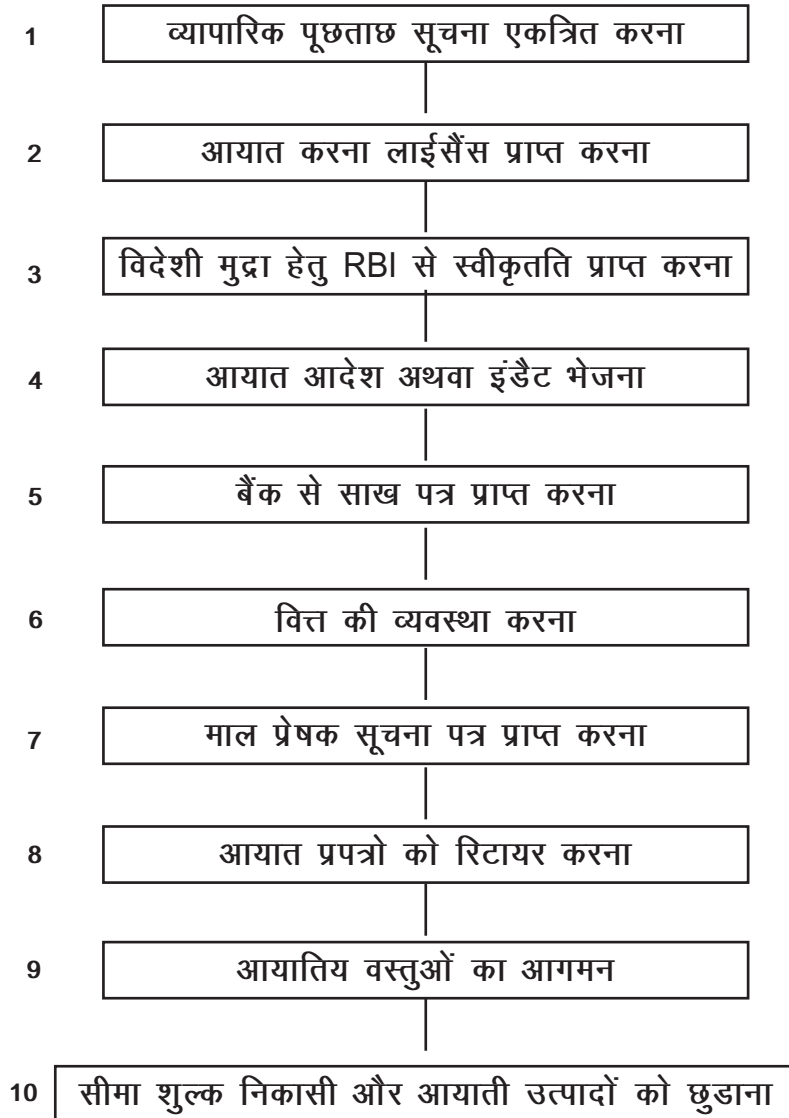 1 व्यापारिक पूछताछ सूचना एकत्रित करना
2 आयात करना लाईसैंस प्राप्त करना
3 विदेशी मुद्रा हेतु RBI से स्वीकृतति प्राप्त करना
4 आयात आदेश अथवा इंडैट भेजना
5 बैंक से साख पत्र प्राप्त करना
6 वित्त की व्यवस्था करना
7 माल प्रेषक सूचना पत्र प्राप्त करना
8 आयात प्रपत्रो को रिटायर करना
9 आयातिय वस्तुओं का आगमन
10 सीमा शुल्क निकासी और आयाती उत्पादों को छुडाना